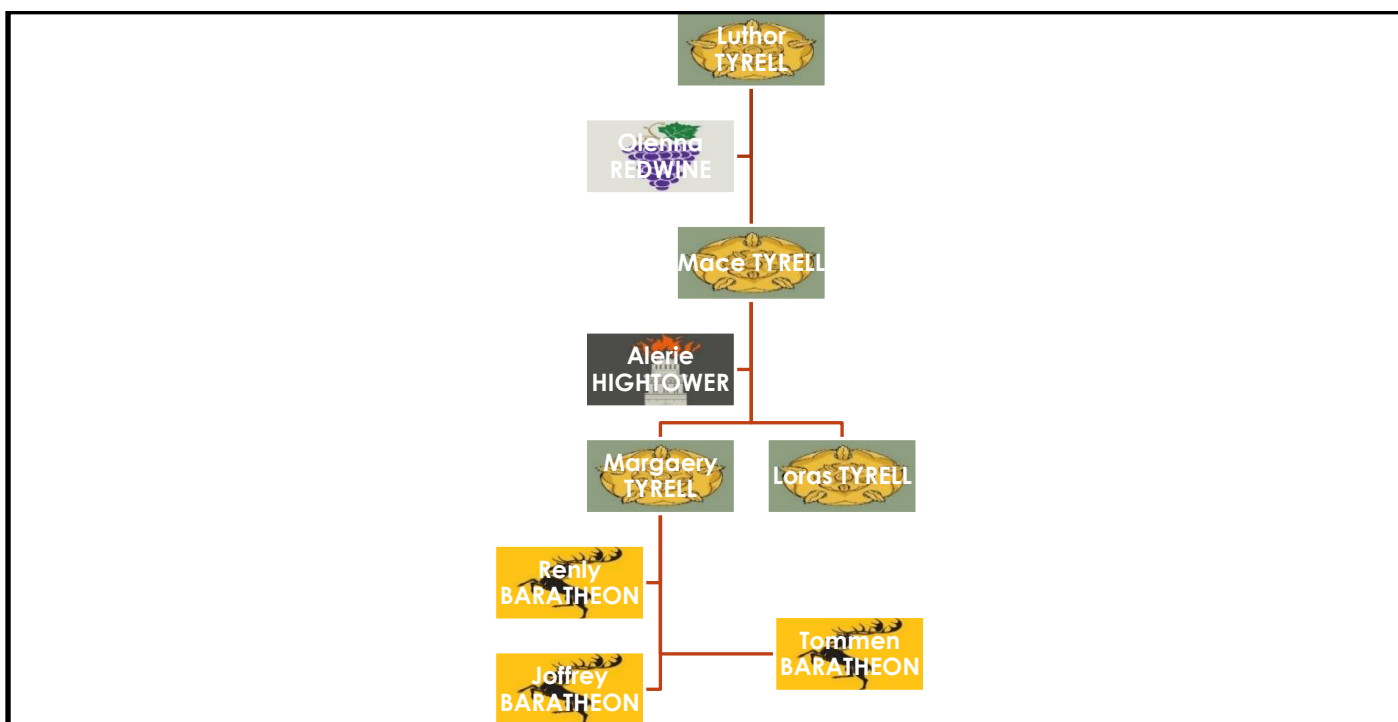 Luthor
TYRELL
Olenna
REDWINE
Mace TYRELL
Alerie
HIGHTOWER
Margaery
TYRELL
Loras TYRELL
Renly
BARATHEON
Tommen
BARATHEON
Joffrey
BARATHEON